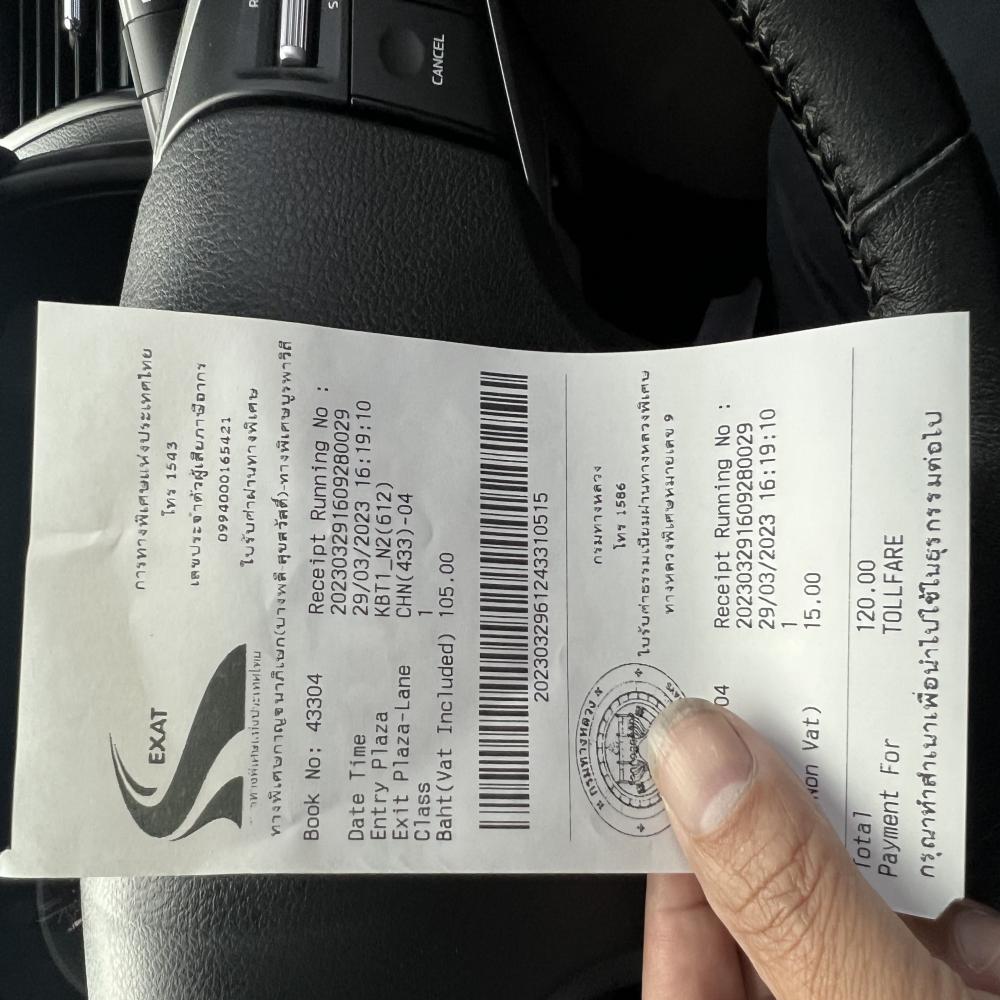 CANCEL
EXAT
การทางพิเศษแห่งประเทศไทย
โทร 1543
เลขประจำตัวผู้เสียภาษีอากร
0994000165421
ใบรับค่าผ่านทางพิเศษ
ทางพิเศษกาญจนาภิเษก(บางพลี-สุขสวัสดิ์)-ทางพิเศษบูรพาวิถี
Book No: 43304 Receipt Running No :
202303291609280029
Date Time 29/03/2023 16:19:10
Entry Plaza KBT1_N2(612)
Exit Plaza-Lane CHN(433)-04
Class 1
Baht(Vat Included) 105.00
2023032961243310515
กรมทางหลวง
กรมทางหลวง
โทร 1586
ใบรับค่าธรรมเนียมผ่านทางหลวงพิเศษ
ทางหลวงพิเศษหมายเลข 9
04 Receipt Running No :
202303291609280029
29/03/2023 16:19:10
1
Non Vat) 15.00
Total 120.00
Payment For TOLLFARE
กรุณาทำสำเนาเพื่อนำไปใช้ในธุรกรรมต่อไป